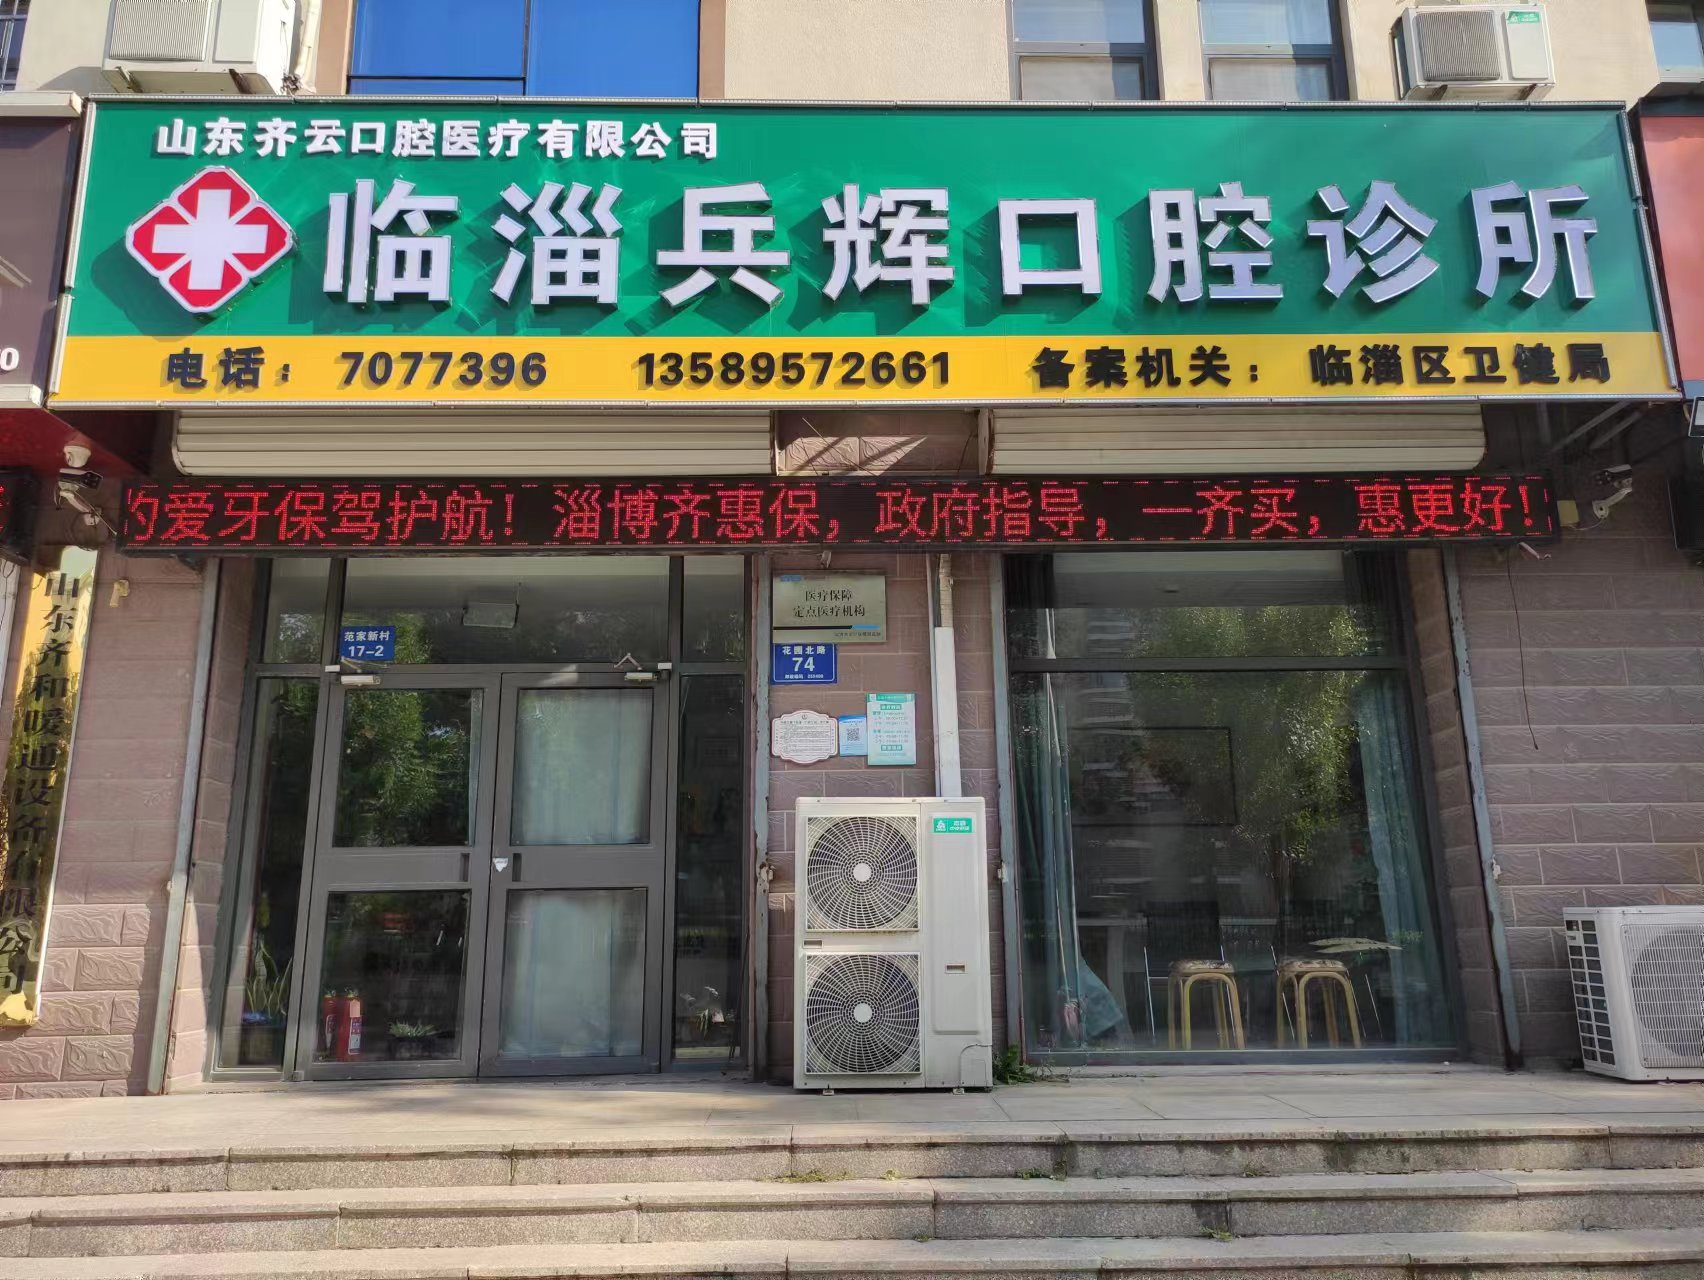 山东齐云口腔医疗有限公司
临淄兵辉口腔诊所
电话: 7077396 13589572661 备案机关: 临淄区卫健局
的爱牙保驾护航! 淄博齐惠保, 政府指导, 一齐买, 惠更好!
医疗保障
定点医疗机构
范家新村
17-2
花园北路
74
山东齐和暖通设备有限公司